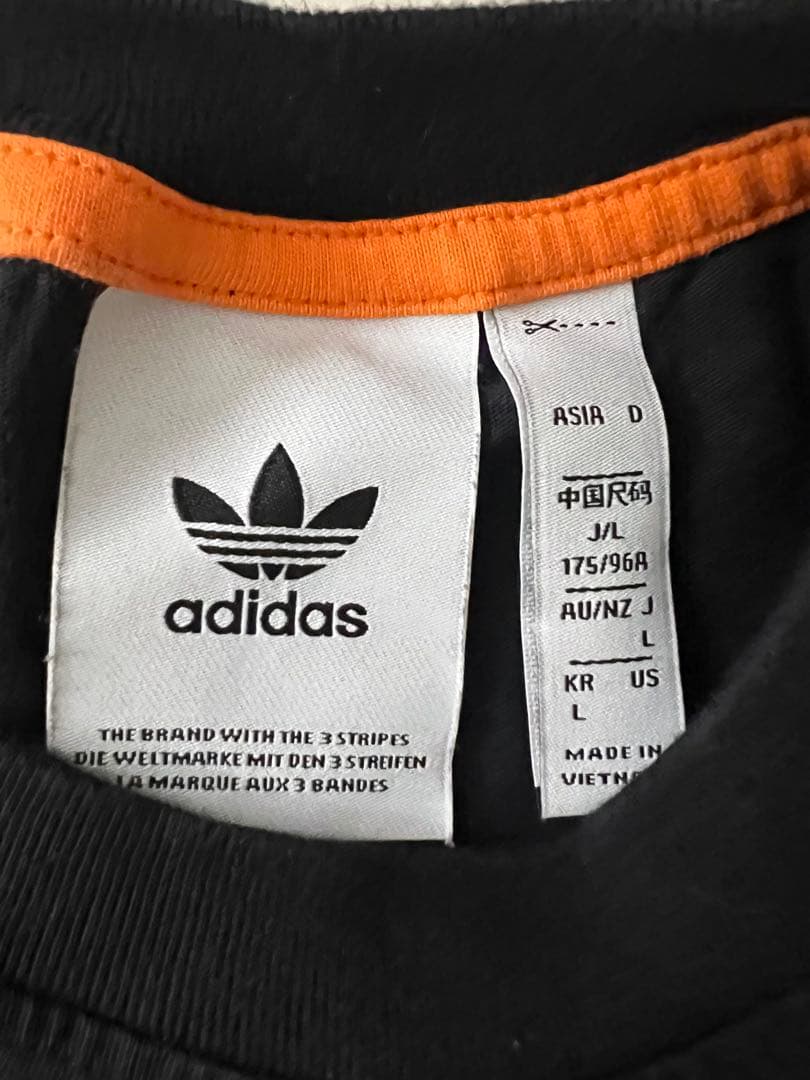 adidas
THE BRAND WITH THE 3 STRIPES
DIE WELTMARKE MIT DEN 3 STREIFEN
LA MARQUE AUX 3 BANDES
ASIA D
中国尺码
J/L
175/96A
AU/NZ J
L
KR US
L
MADE IN